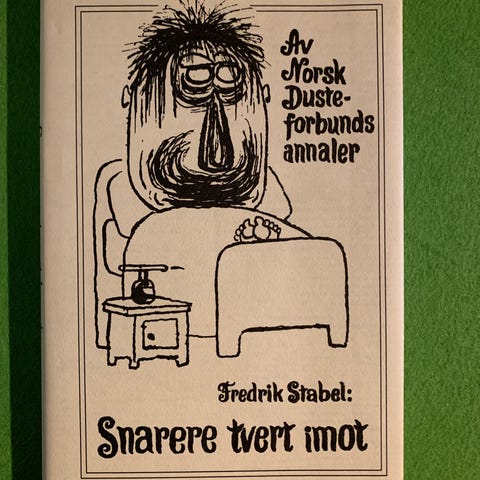 Av
Norsk
Duste-
forbunds
annaler
Fredrik Stabel:
Snarere tvert imot